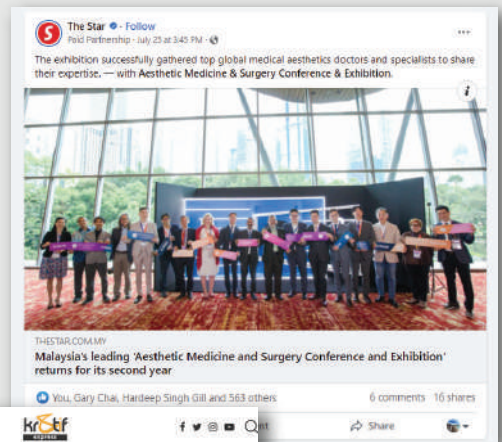 The Star · Follow
Paid Partnership · July 25 at 3:45 PM ·
The exhibition successfully gathered top global medical aesthetics doctors and specialists to share
their expertise. — with Aesthetic Medicine & Surgery Conference & Exhibition.
THESTAR.COM.MY
Malaysia's leading 'Aesthetic Medicine and Surgery Conference and Exhibition'
returns for its second year
You, Gary Chai, Hardeep Singh Gill and 563 others
6 comments 16 shares
Share
express